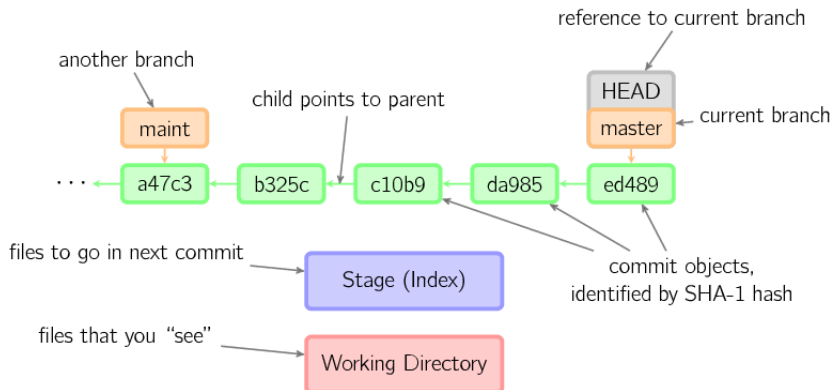 reference to current branch
another branch
HEAD
child points to parent
maint
master
current branch
... a47c3 b325c c10b9 da985 ed489
files to go in next commit
Stage (Index)
commit objects,
identified by SHA-1 hash
files that you “see”
Working Directory